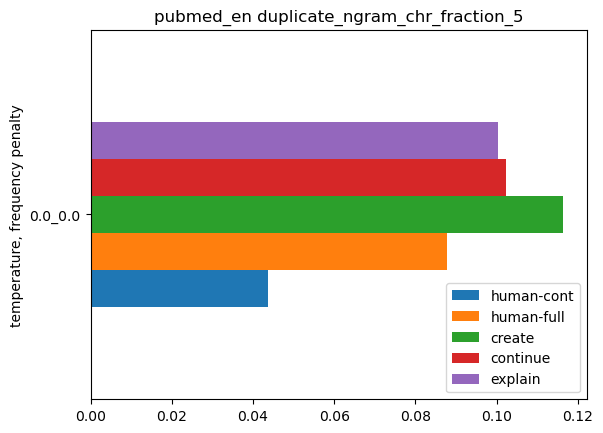 pubmed_en duplicate_ngram_chr_fraction_5
temperature, frequency penalty
0.0_0.0
human-cont
human-full
create
continue
explain
0.00 0.02 0.04 0.06 0.08 0.10 0.12